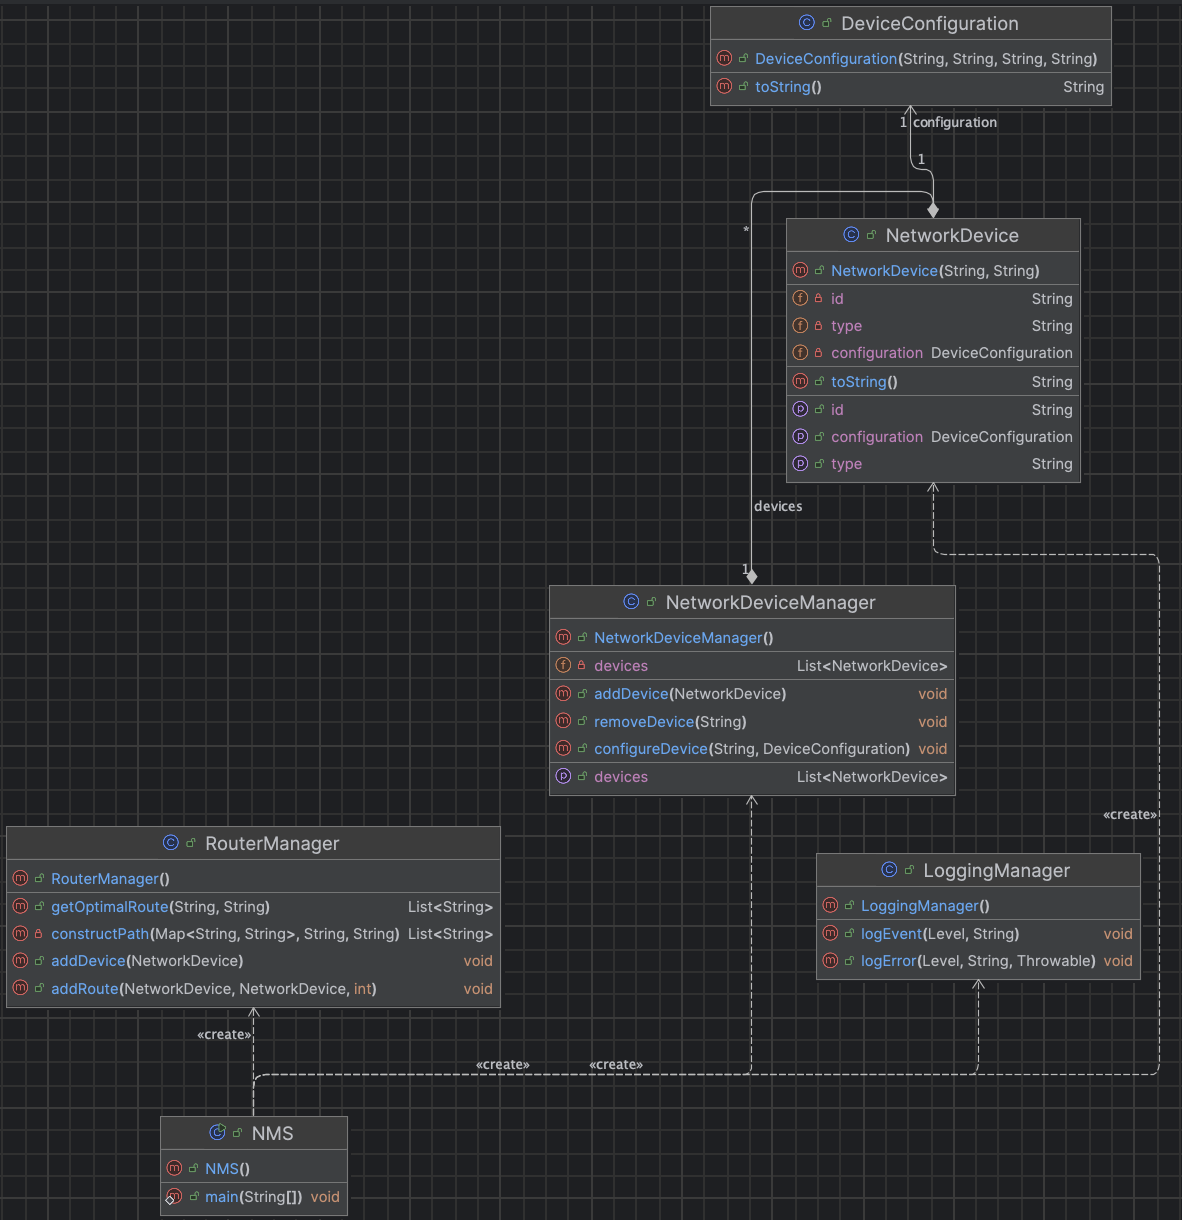 DeviceConfiguration
DeviceConfiguration(String, String, String, String)
toString() String
1 configuration
1
*
NetworkDevice
NetworkDevice(String, String)
id String
type String
configuration DeviceConfiguration
toString() String
id String
configuration DeviceConfiguration
type String
devices
1
NetworkDeviceManager
NetworkDeviceManager()
devices List<NetworkDevice>
addDevice(NetworkDevice) void
removeDevice(String) void
configureDevice(String, DeviceConfiguration) void
devices List<NetworkDevice>
«create»
RouterManager
RouterManager()
getOptimalRoute(String, String) List<String>
constructPath(Map<String, String>, String, String) List<String>
addDevice(NetworkDevice) void
addRoute(NetworkDevice, NetworkDevice, int) void
LoggingManager
LoggingManager()
logEvent(Level, String) void
logError(Level, String, Throwable) void
«create»
«create» «create»
NMS
NMS()
main(String[]) void